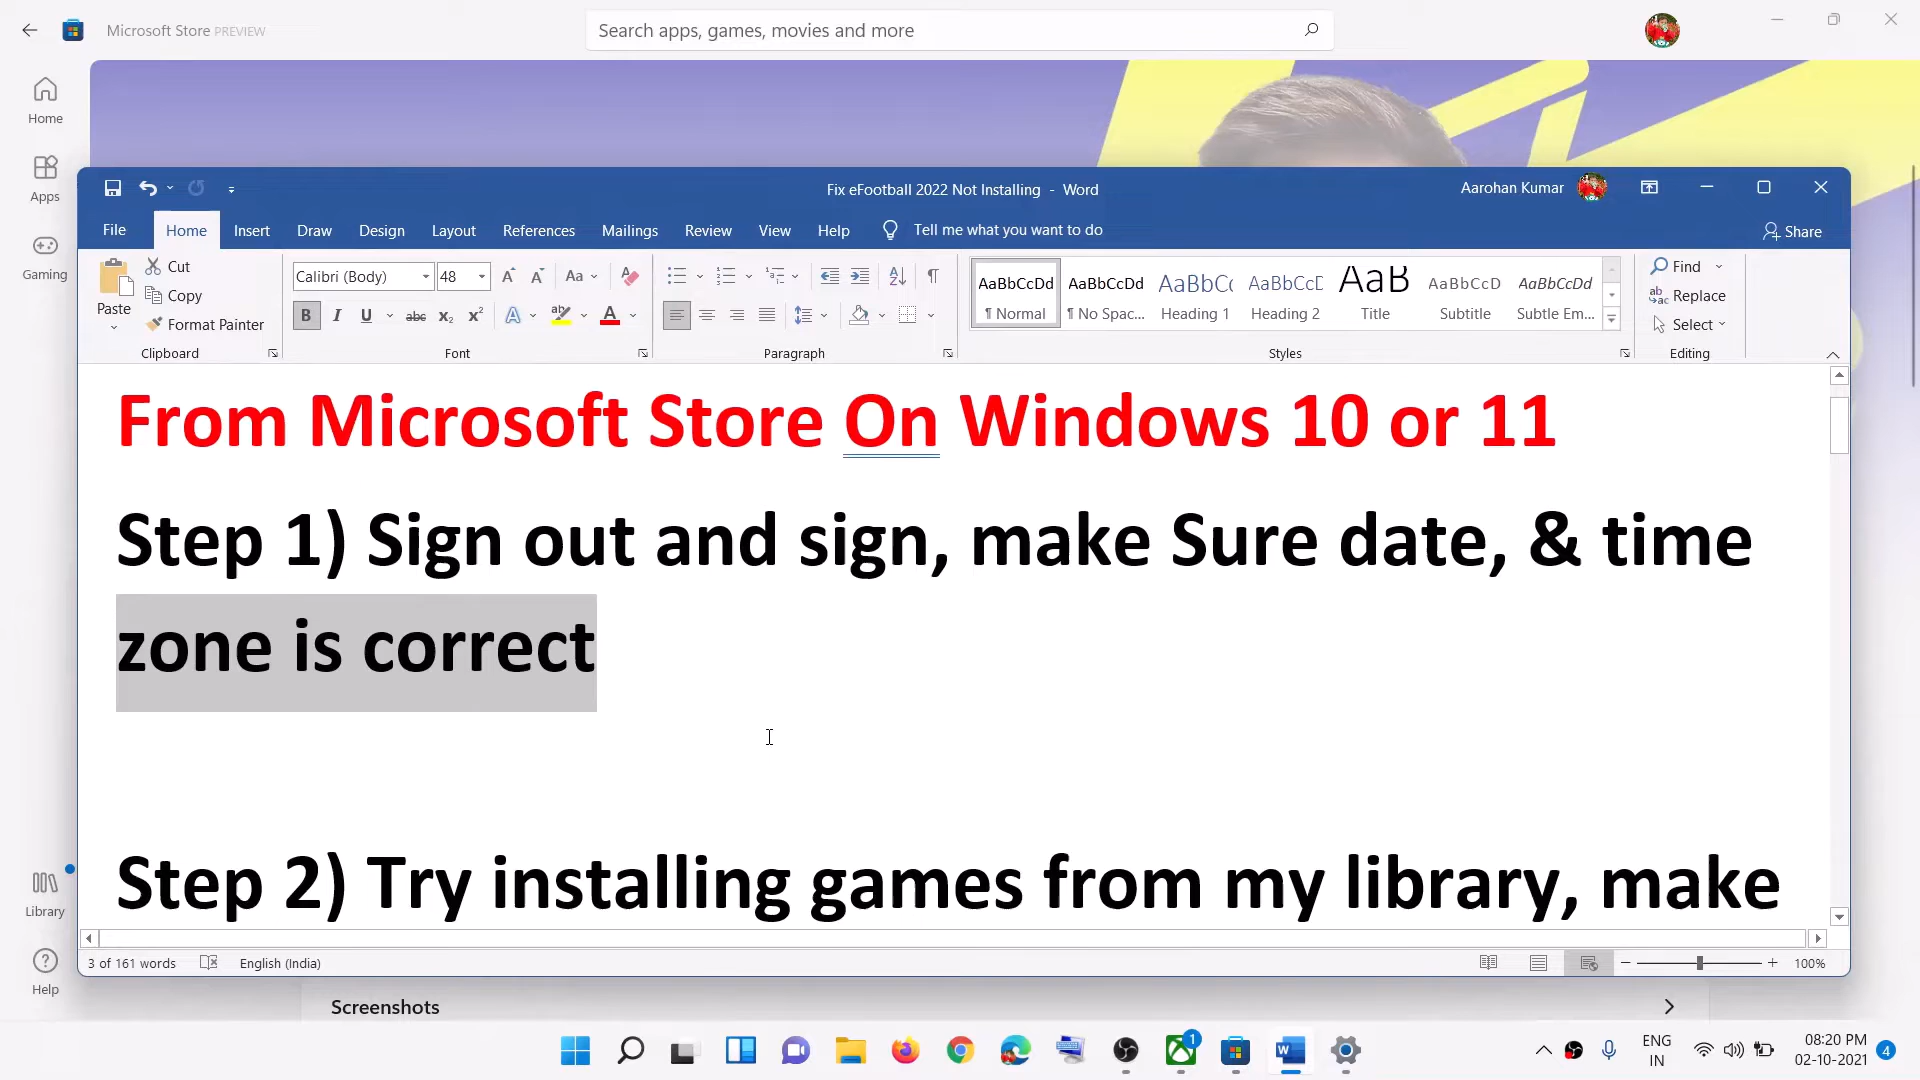 Microsoft Store PREVIEW
Search apps, games, movies and more
Home
Apps
Gaming
Library
Help
Fix eFootball 2022 Not Installing - Word
Aarohan Kumar
File Home Insert Draw Design Layout References Mailings Review View Help Tell me what you want to do Share
Paste
Cut
Copy
Format Painter
Clipboard
Calibri (Body) 48
Font
Paragraph
AaBbCcDd AaBbCcDd AaBbC( AaBbCcD AaB AaBbCcD AaBbCcDd
¶ Normal ¶ No Spac... Heading 1 Heading 2 Title Subtitle Subtle Em...
Styles
Find
Replace
Select
Editing
From Microsoft Store On Windows 10 or 11
Step 1) Sign out and sign, make Sure date, & time
zone is correct
Step 2) Try installing games from my library, make
3 of 161 words English (India) 100%
Screenshots
1
ENG
IN
08:20 PM
02-10-2021
4